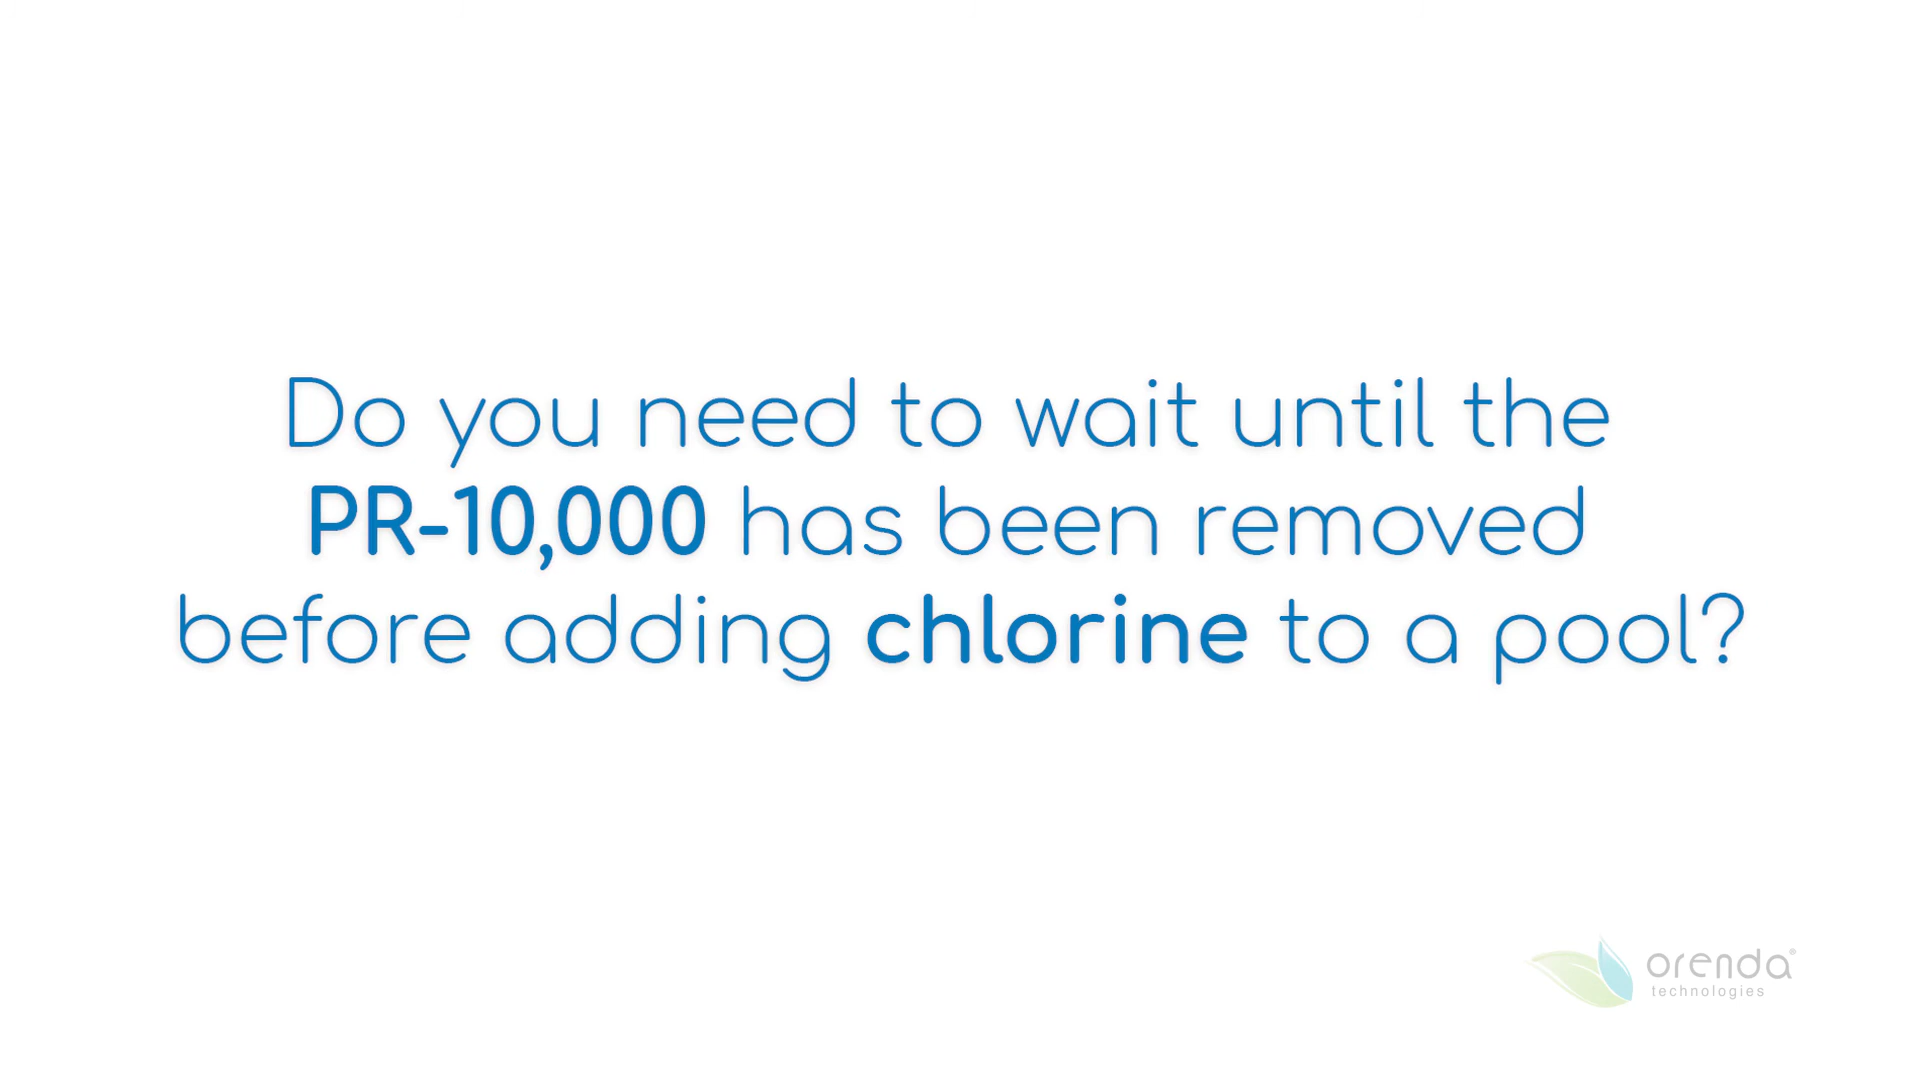 Do you need to wait until the
PR-10,000 has been removed
before adding chlorine to a pool?
orenda®
technologies